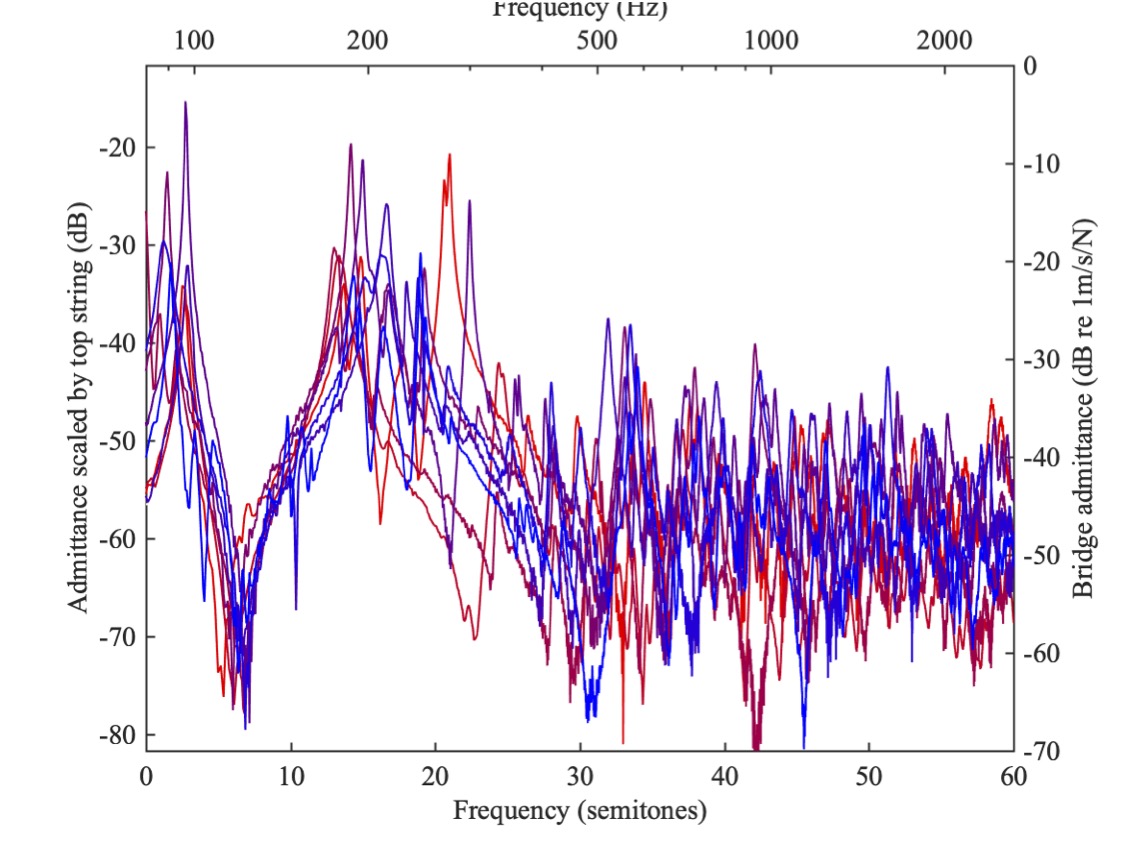 Frequency (Hz)
100 200 500 1000 2000
0
-20 -10
-30 -20
-40 -30
-50 -40
-60 -50
-70 -60
-80 -70
Admittance scaled by top string (dB)
Bridge admittance (dB re 1m/s/N)
0 10 20 30 40 50 60
Frequency (semitones)